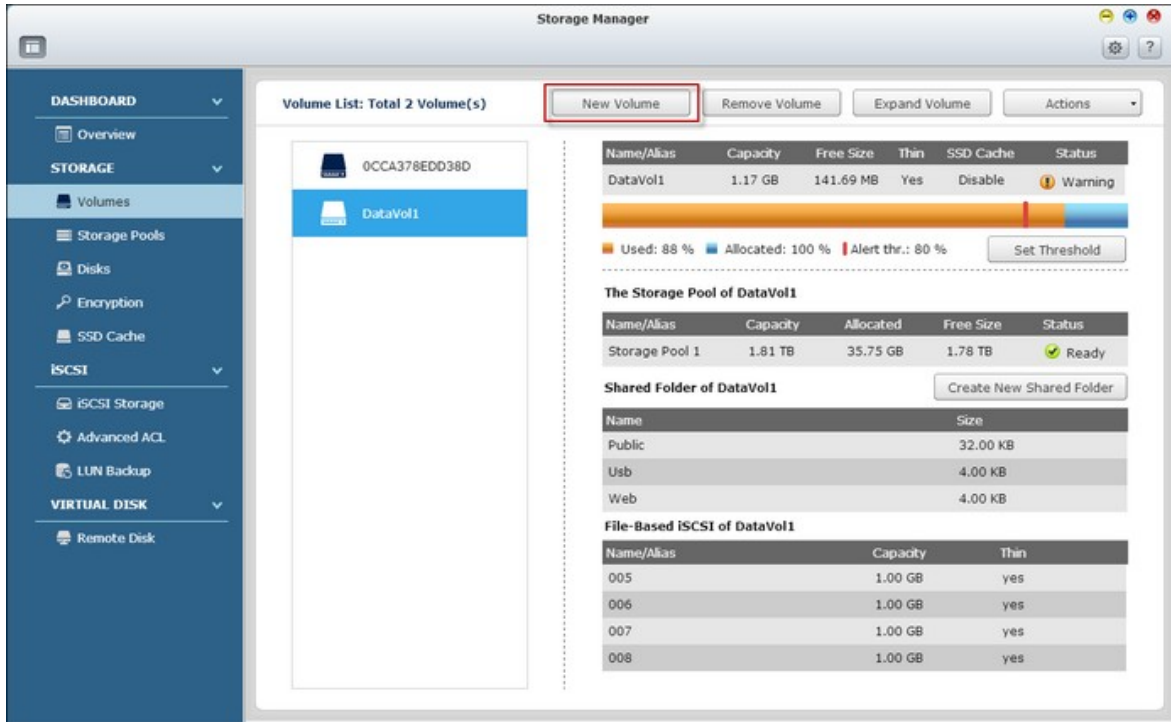 Storage Manager
?
DASHBOARD
Overview
STORAGE
Volumes
Storage Pools
Disks
Encryption
SSD Cache
iSCSI
iSCSI Storage
Advanced ACL
LUN Backup
VIRTUAL DISK
Remote Disk
Volume List: Total 2 Volume(s) New Volume Remove Volume Expand Volume Actions
0CCA378EDD38D
DataVol1
Name/Alias Capacity Free Size Thin SSD Cache Status
DataVol1 1.17 GB 141.69 MB Yes Disable Warning
Used: 88 % Allocated: 100 % Alert thr.: 80 % Set Threshold
The Storage Pool of DataVol1
Name/Alias Capacity Allocated Free Size Status
Storage Pool 1 1.81 TB 35.75 GB 1.78 TB Ready
Shared Folder of DataVol1 Create New Shared Folder
Name Size
Public 32.00 KB
Usb 4.00 KB
Web 4.00 KB
File-Based iSCSI of DataVol1
Name/Alias Capacity Thin
005 1.00 GB yes
006 1.00 GB yes
007 1.00 GB yes
008 1.00 GB yes